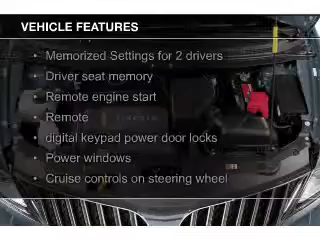 VEHICLE FEATURES
• Memorized Settings for 2 drivers
• Driver seat memory
• Remote engine start
• Remote
• digital keypad power door locks
• Power windows
• Cruise controls on steering wheel